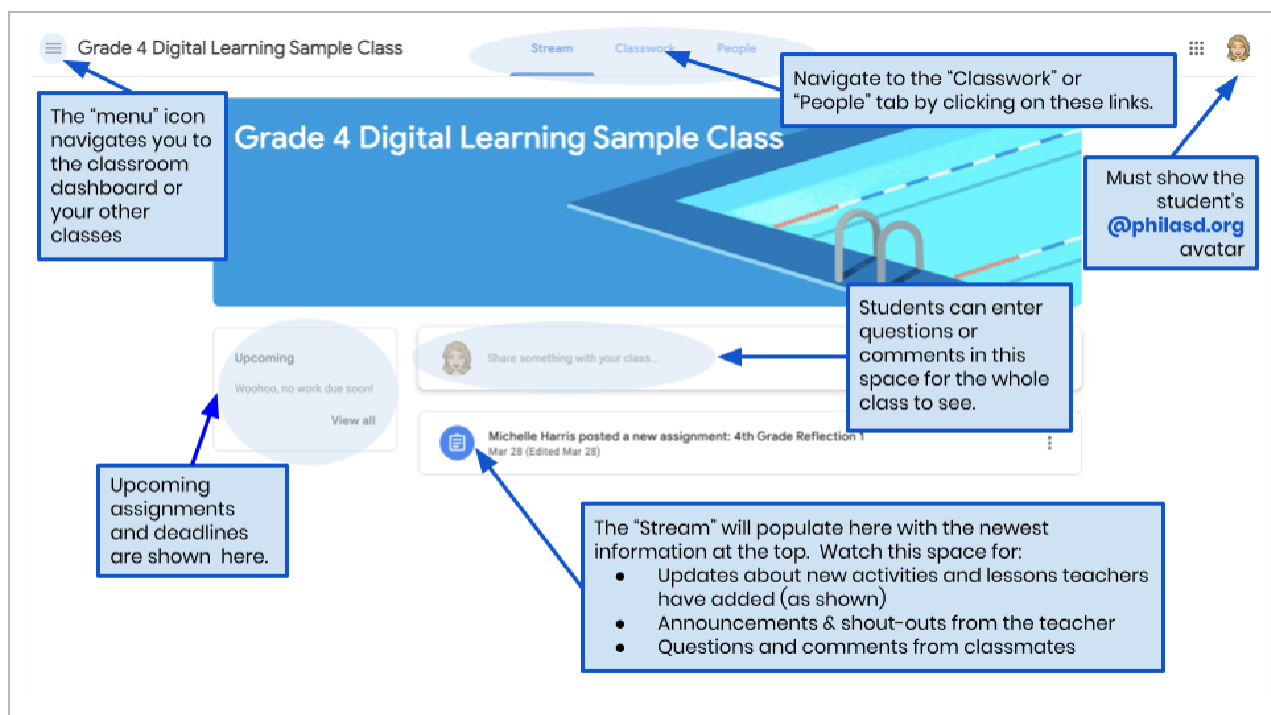 Grade 4 Digital Learning Sample Class
Stream
Classwork
People
Navigate to the “Classwork” or
“People” tab by clicking on these links.
The “menu” icon
navigates you to
the classroom
dashboard or
your other
classes
Grade 4 Digital Learning Sample Class
Must show the
student's
@philasd.org
avatar
Students can enter
questions or
comments in this
space for the whole
class to see.
Upcoming
Woohoo, no work due soon!
View all
Share something with your class...
Michelle Harris posted a new assignment: 4th Grade Reflection 1
Mar 28 (Edited Mar 28)
Upcoming
assignments
and deadlines
are shown here.
The “Stream” will populate here with the newest
information at the top. Watch this space for:
● Updates about new activities and lessons teachers
have added (as shown)
● Announcements & shout-outs from the teacher
● Questions and comments from classmates